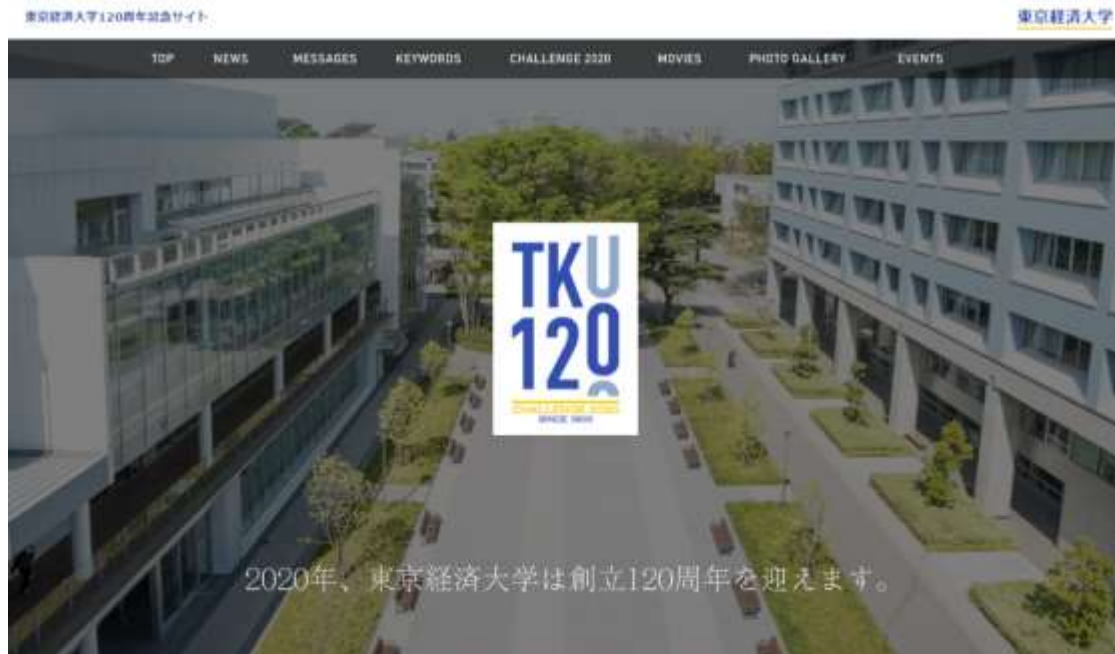 東京経済大学120周年記念サイト
東京経済大学
TOP NEWS MESSAGES KEYWORDS CHALLENGE 2020 MOVIES PHOTO GALLERY EVENTS
TKU
120
CHALLENGE 2020
SINCE 1900
2020年、東京経済大学は創立120周年を迎えます。